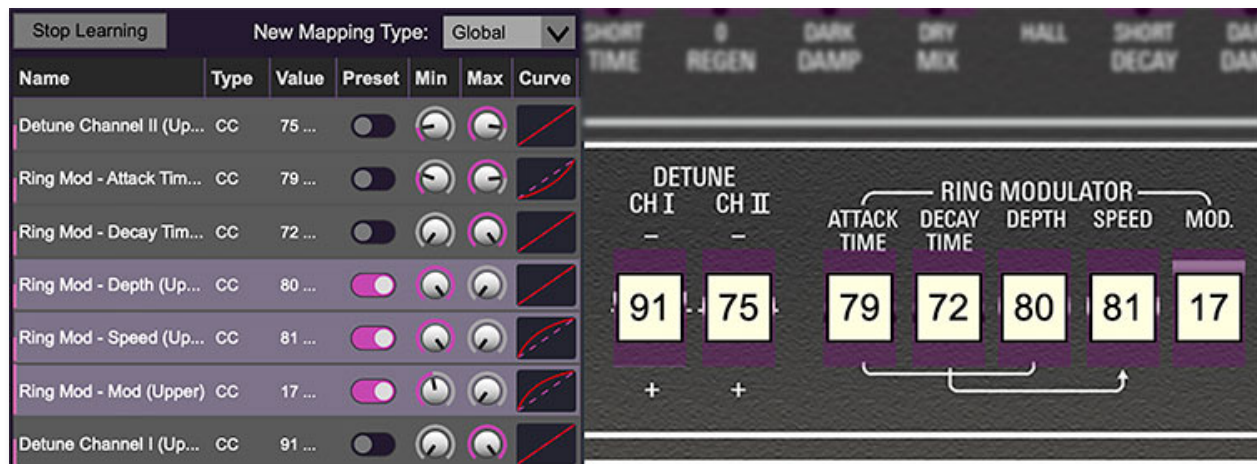 Stop Learning New Mapping Type: Global
Name Type Value Preset Min Max Curve
Detune Channel II (Up... CC 75 ...
Ring Mod - Attack Tim... CC 79 ...
Ring Mod - Decay Tim... CC 72 ...
Ring Mod - Depth (Up... CC 80 ...
Ring Mod - Speed (Up... CC 81 ...
Ring Mod - Mod (Upper) CC 17 ...
Detune Channel I (Up... CC 91 ...
SHORT 0 DARK DRY HALL SHORT
TIME REGEN DAMP MIX DECAY
DETUNE
CH I CH II
RING MODULATOR
ATTACK TIME DECAY TIME DEPTH SPEED MOD.
− −
91 75 79 72 80 81 17
+ +